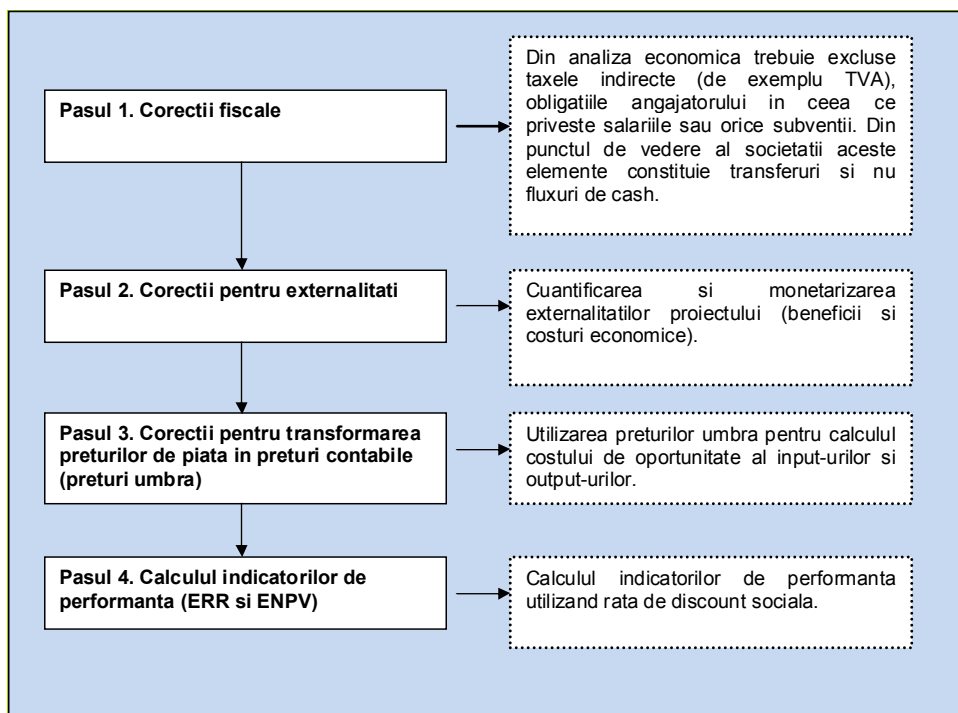 Pasul 1. Corectii fiscale
Din analiza economica trebuie excluse
taxele indirecte (de exemplu TVA),
obligatiile angajatorului in ceea ce
priveste salariile sau orice subventii. Din
punctul de vedere al societatii aceste
elemente constituie transferuri si nu
fluxuri de cash.
Pasul 2. Corectii pentru externalitati
Cuantificarea si monetarizarea
externalitatilor proiectului (beneficii si
costuri economice).
Pasul 3. Corectii pentru transformarea
preturilor de piata in preturi contabile
(preturi umbra)
Utilizarea preturilor umbra pentru calculul
costului de oportunitate al input-urilor si
output-urilor.
Pasul 4. Calculul indicatorilor de
performanta (ERR si ENPV)
Calculul indicatorilor de performanta
utilizand rata de discount sociala.